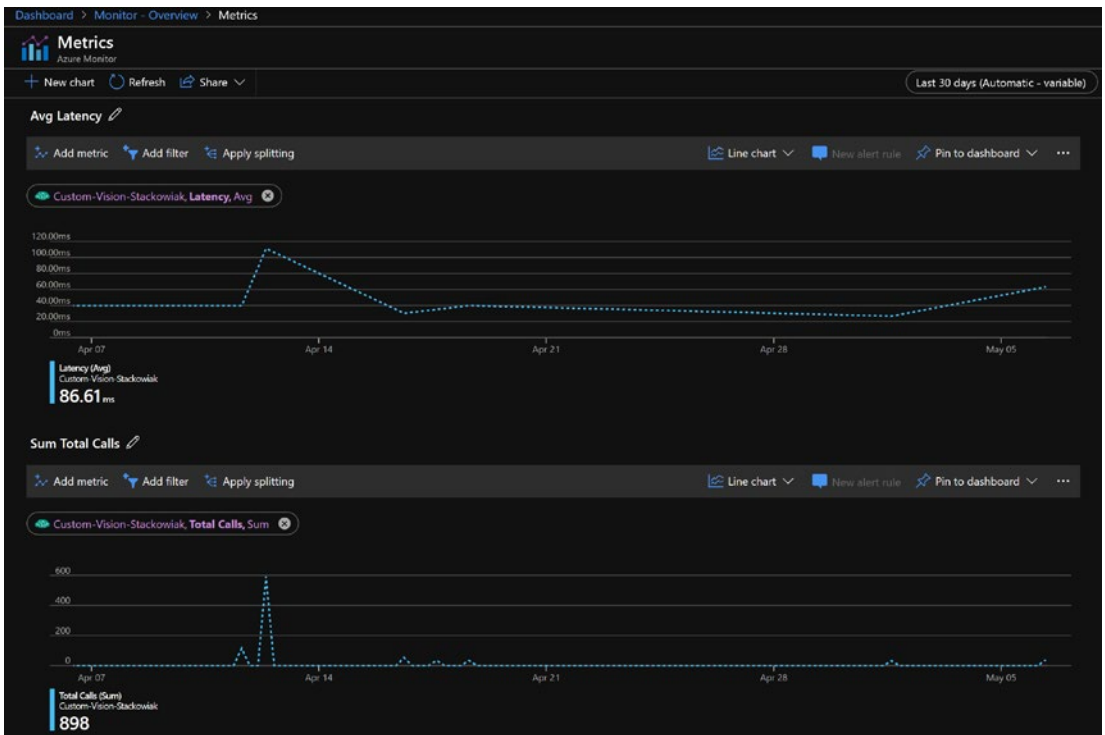 Dashboard > Monitor - Overview > Metrics
Metrics
Azure Monitor
New chart Refresh Share
Last 30 days (Automatic - variable)
Avg Latency
Add metric Add filter Apply splitting Line chart New alert rule Pin to dashboard ...
Custom-Vision-Stackowiak, Latency, Avg
120.00ms
100.00ms
80.00ms
60.00ms
40.00ms
20.00ms
0ms
Apr 07 Apr 14 Apr 21 Apr 28 May 05
Latency (Avg)
Custom-Vision-Stackowiak
86.61 ms
Sum Total Calls
Add metric Add filter Apply splitting Line chart New alert rule Pin to dashboard ...
Custom-Vision-Stackowiak, Total Calls, Sum
600
400
200
0
Apr 07 Apr 14 Apr 21 Apr 28 May 05
Total Calls (Sum)
Custom-Vision-Stackowiak
898